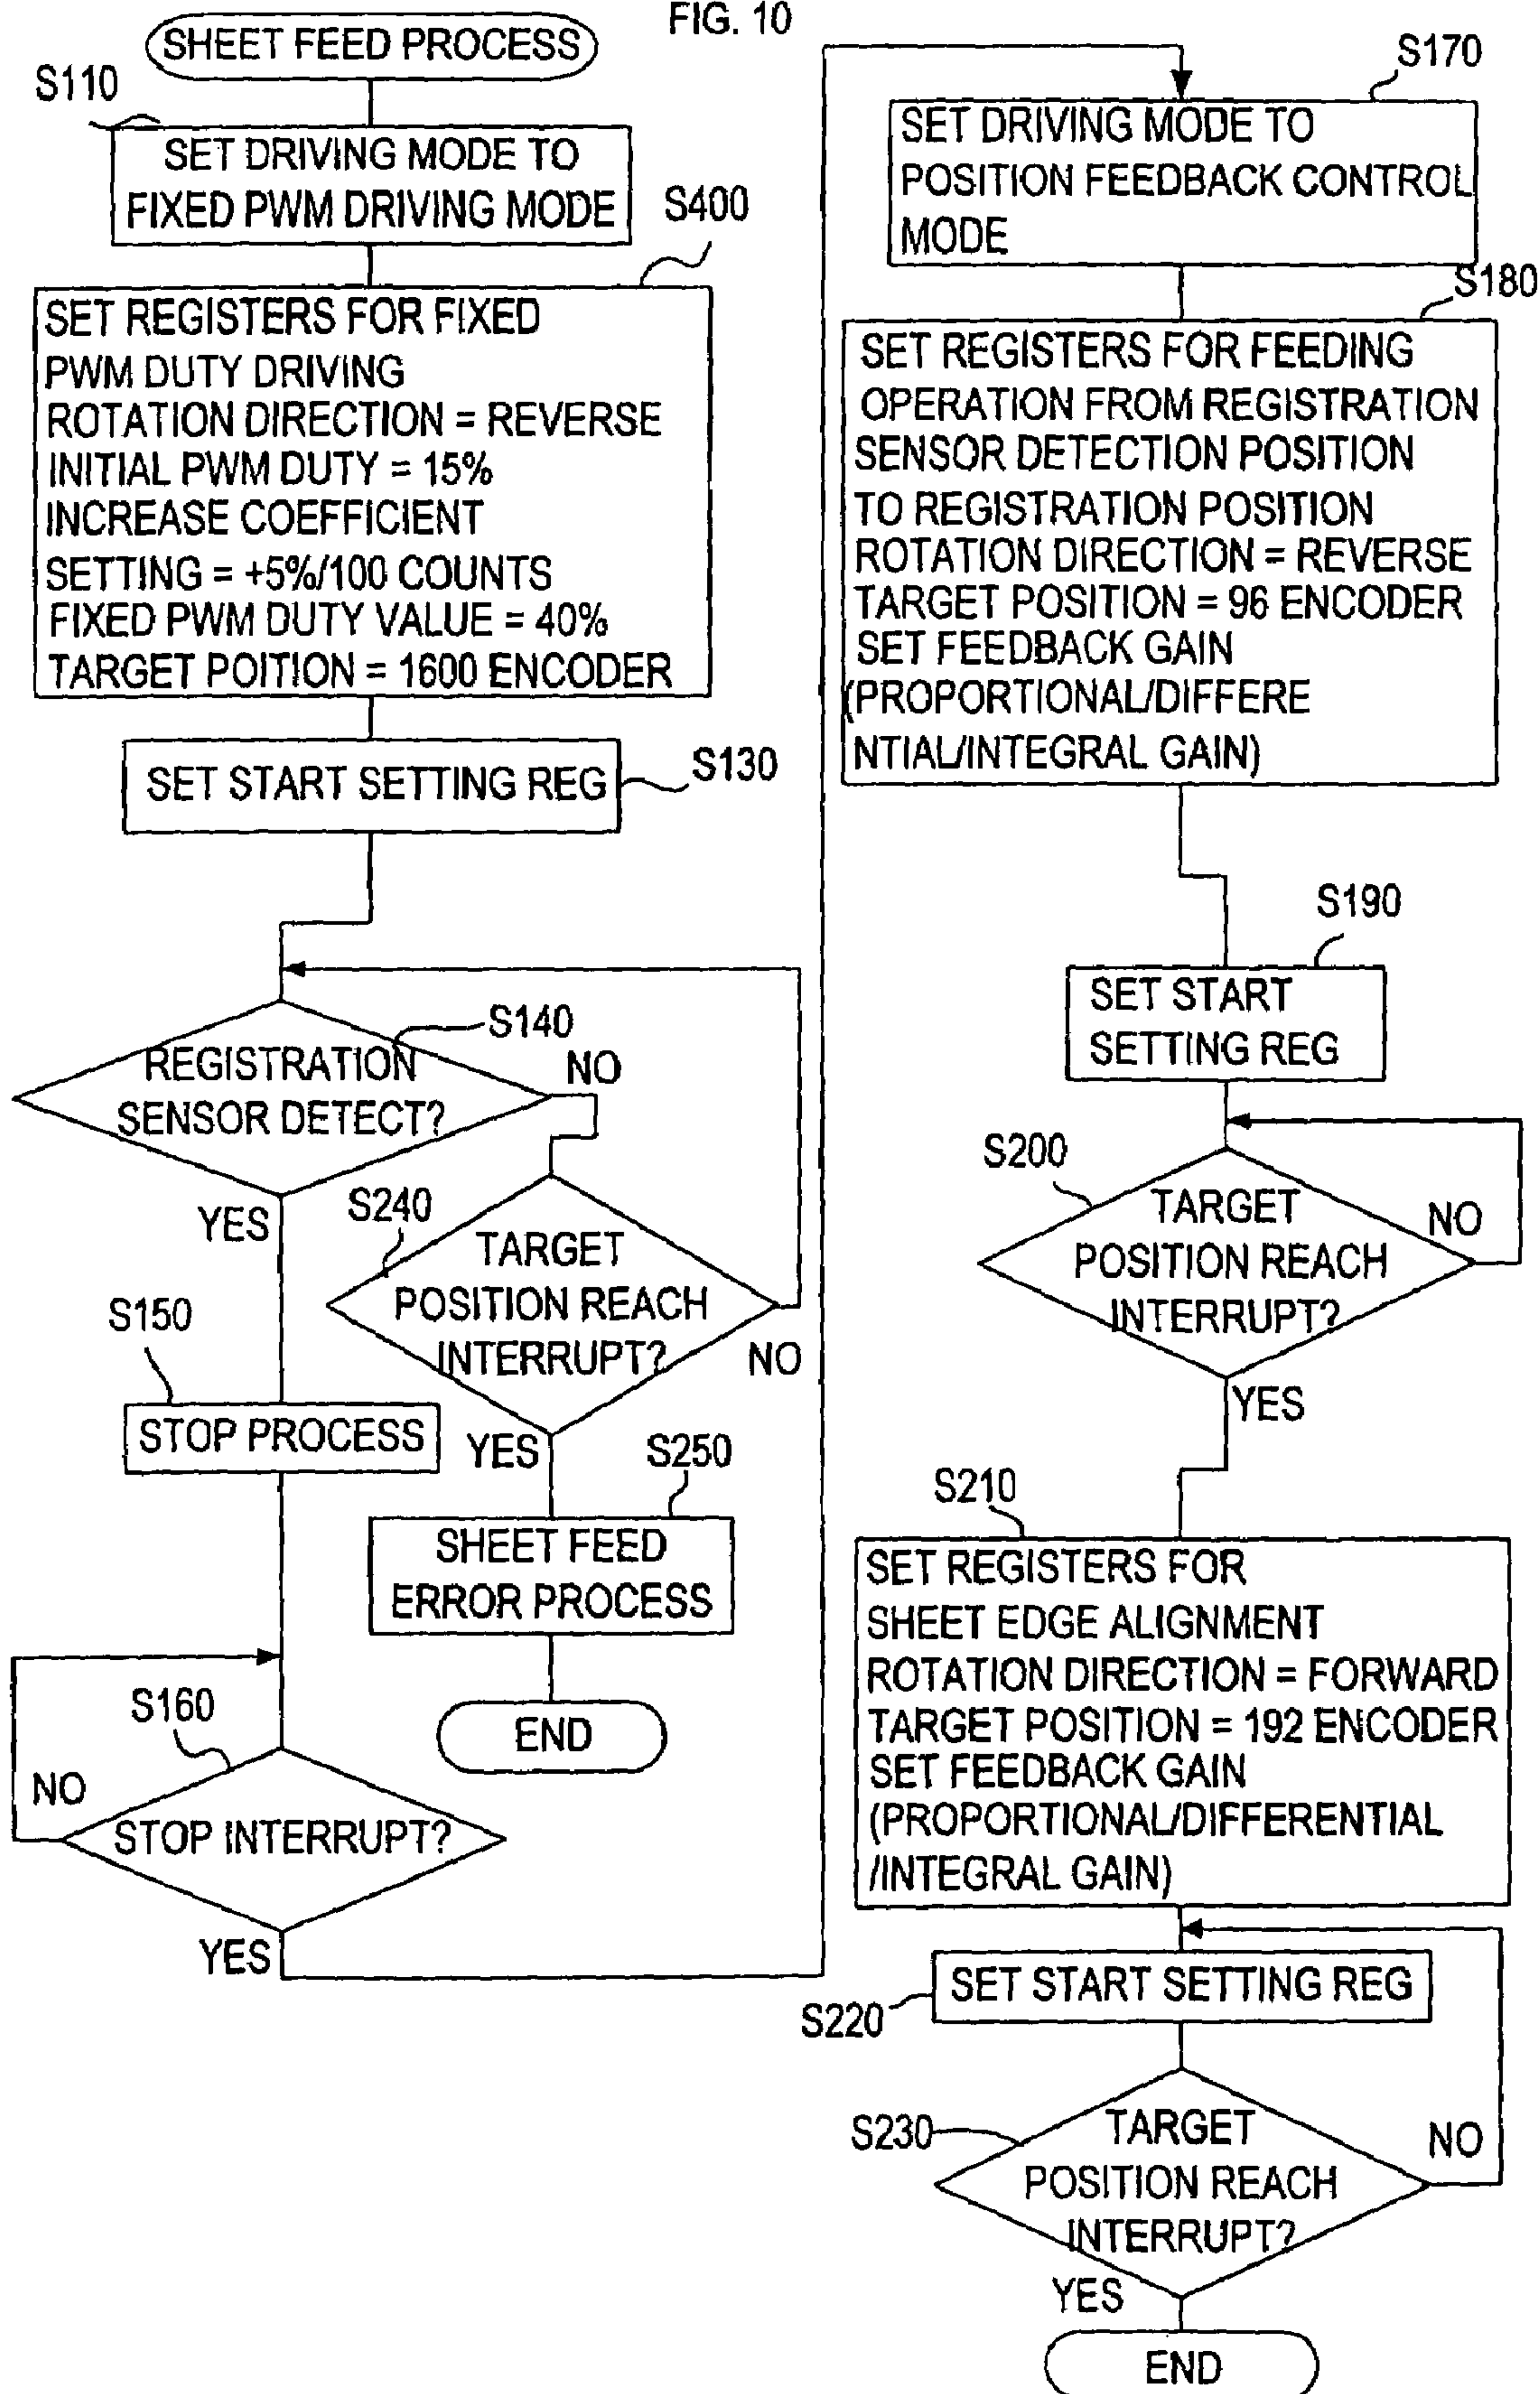 FIG. 10
SHEET FEED PROCESS
S110
SET DRIVING MODE TO
FIXED PWM DRIVING MODE
S400
SET REGISTERS FOR FIXED
PWM DUTY DRIVING
ROTATION DIRECTION = REVERSE
INITIAL PWM DUTY = 15%
INCREASE COEFFICIENT
SETTING = +5%/100 COUNTS
FIXED PWM DUTY VALUE = 40%
TARGET POITION = 1600 ENCODER
SET START SETTING REG
S130
S140
REGISTRATION
SENSOR DETECT?
NO
YES
S240
TARGET
POSITION REACH
INTERRUPT?
NO
YES
S150
STOP PROCESS
S250
SHEET FEED
ERROR PROCESS
END
S160
NO
STOP INTERRUPT?
YES
S170
SET DRIVING MODE TO
POSITION FEEDBACK CONTROL
MODE
S180
SET REGISTERS FOR FEEDING
OPERATION FROM REGISTRATION
SENSOR DETECTION POSITION
TO REGISTRATION POSITION
ROTATION DIRECTION = REVERSE
TARGET POSITION = 96 ENCODER
SET FEEDBACK GAIN
(PROPORTIONAL/DIFFERE
NTIAL/INTEGRAL GAIN)
S190
SET START
SETTING REG
S200
TARGET
POSITION REACH
INTERRUPT?
NO
YES
S210
SET REGISTERS FOR
SHEET EDGE ALIGNMENT
ROTATION DIRECTION = FORWARD
TARGET POSITION = 192 ENCODER
SET FEEDBACK GAIN
(PROPORTIONAL/DIFFERENTIAL
/INTEGRAL GAIN)
SET START SETTING REG
S220
S230
TARGET
POSITION REACH
INTERRUPT?
NO
YES
END